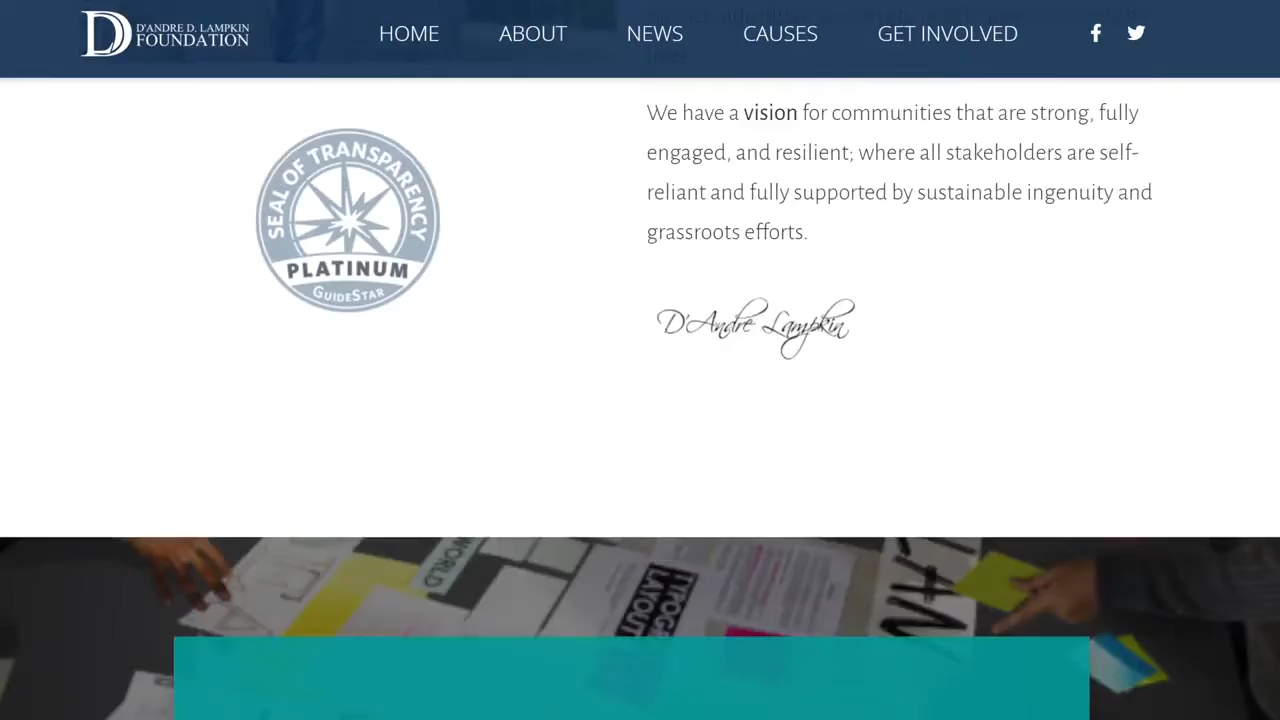 D'ANDRE D. LAMPKIN
FOUNDATION
HOME ABOUT NEWS CAUSES GET INVOLVED
We have a vision for communities that are strong, fully
engaged, and resilient; where all stakeholders are self-
reliant and fully supported by sustainable ingenuity and
grassroots efforts.
SEAL OF TRANSPARENCY
PLATINUM
GUIDESTAR
D'Andre Lampkin
WORLD
LAYOUT